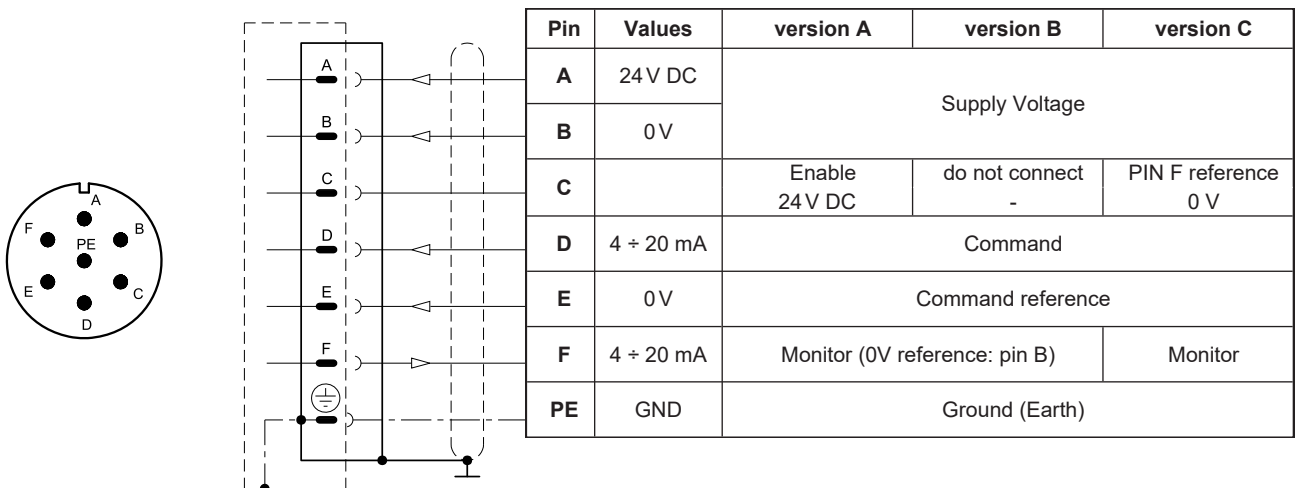 A
F
B
PE
E
C
D
A
B
C
D
E
F
Pin Values version A version B version C
A 24 V DC
Supply Voltage
B 0 V
C Enable do not connect PIN F reference
24 V DC - 0 V
D 4 ÷ 20 mA Command
E 0 V Command reference
F 4 ÷ 20 mA Monitor (0V reference: pin B) Monitor
PE GND Ground (Earth)